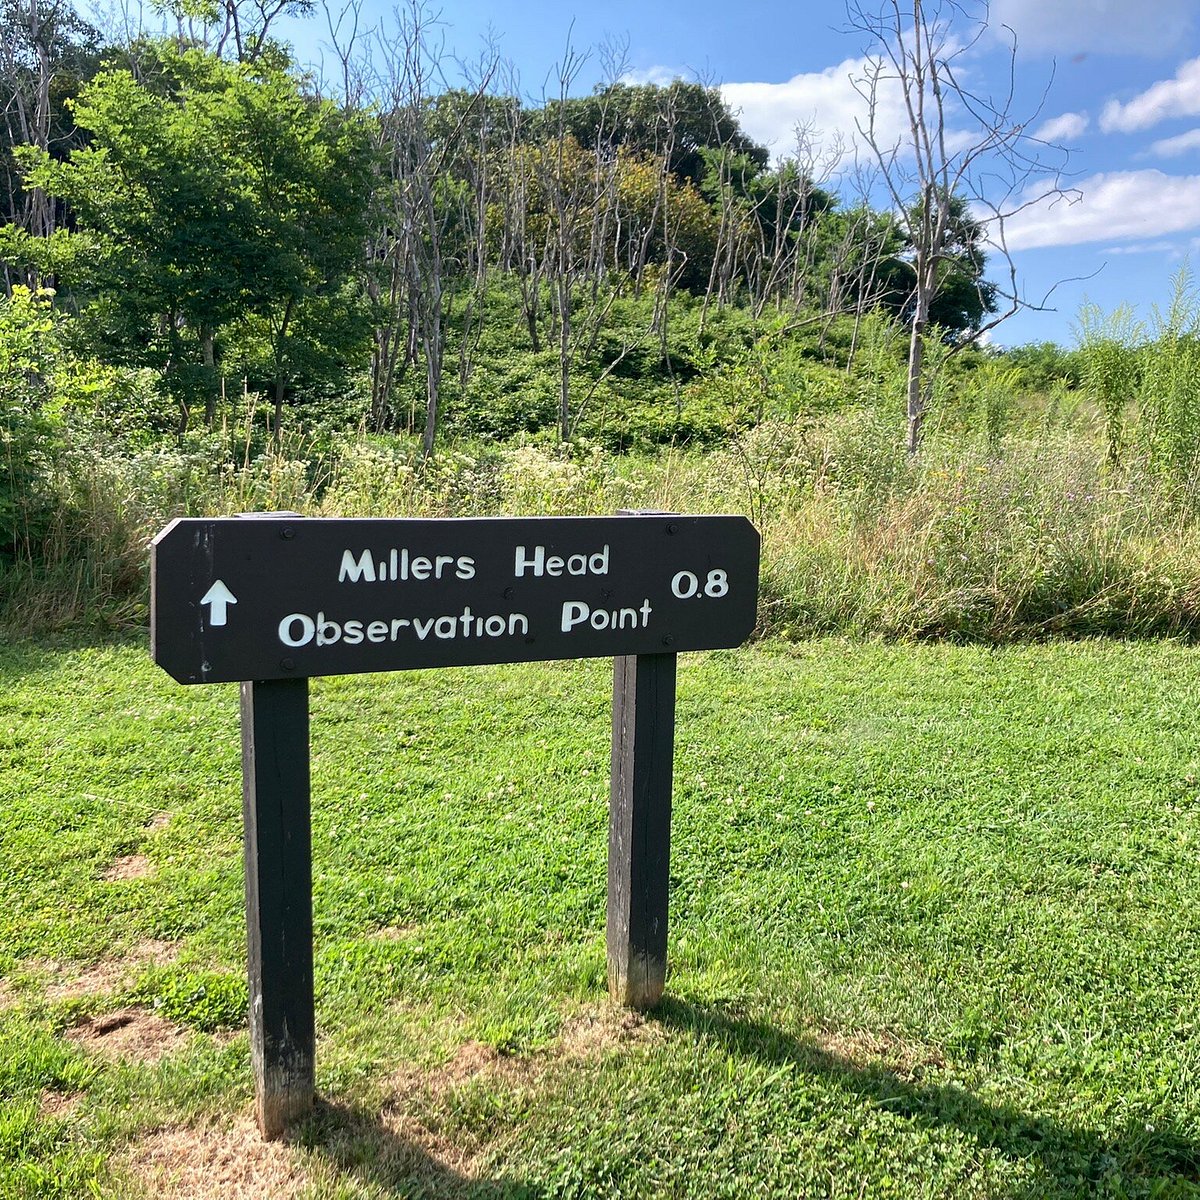 Millers Head
Observation Point
0.8